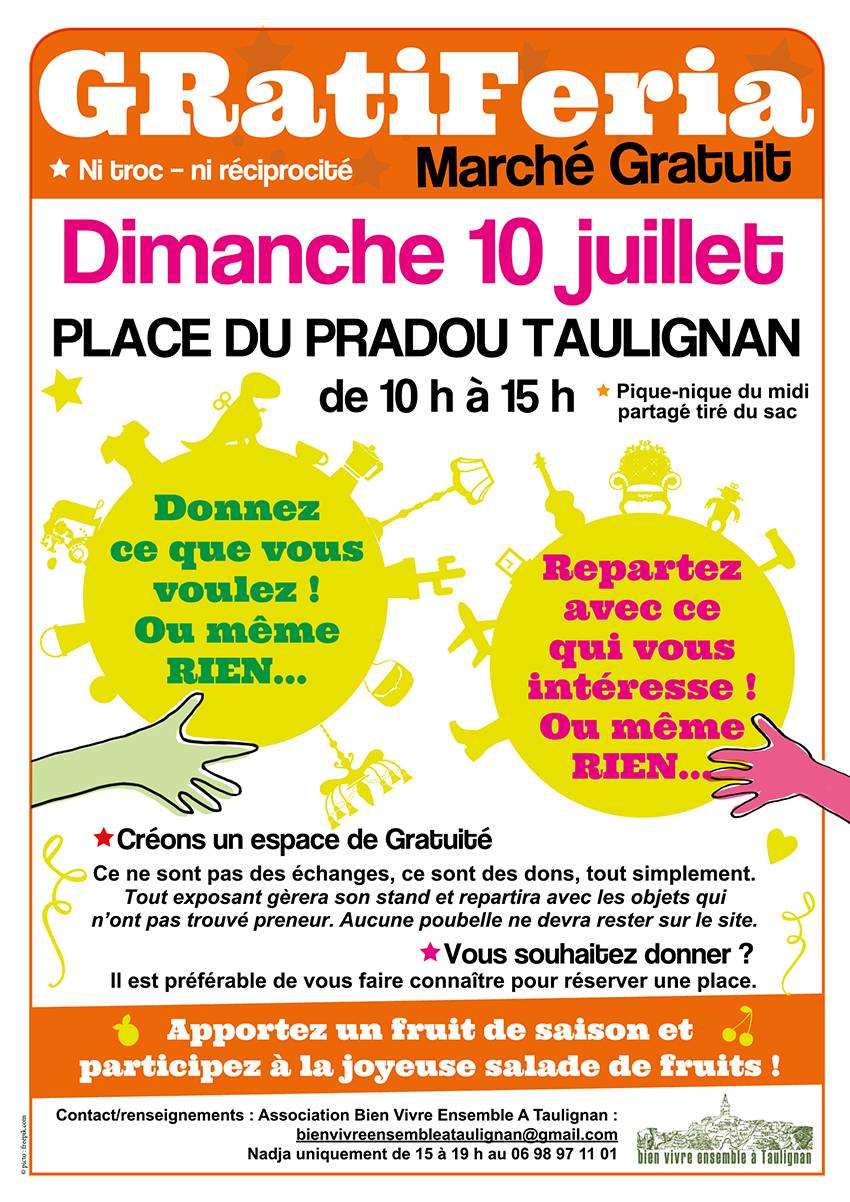 GRatiFeria
Ni troc – ni réciprocité
Marché Gratuit
Dimanche 10 juillet
PLACE DU PRADOU TAULIGNAN
de 10 h à 15 h
Pique-nique du midi
partagé tiré du sac
Donnez
ce que vous
voulez !
Ou même
RIEN...
Repartez
avec ce
qui vous
intéresse !
Ou même
RIEN...
Créons un espace de Gratuité
Ce ne sont pas des échanges, ce sont des dons, tout simplement.
Tout exposant gèrera son stand et repartira avec les objets qui
n'ont pas trouvé preneur. Aucune poubelle ne devra rester sur le site.
Vous souhaitez donner ?
Il est préférable de vous faire connaître pour réserver une place.
Apportez un fruit de saison et
participez à la joyeuse salade de fruits !
Contact/renseignements : Association Bien Vivre Ensemble A Taulignan :
bienvivreensembleataulignan@gmail.com
Nadja uniquement de 15 à 19 h au 06 98 97 11 01
bien vivre ensemble à Taulignan
© picto : freepik.com